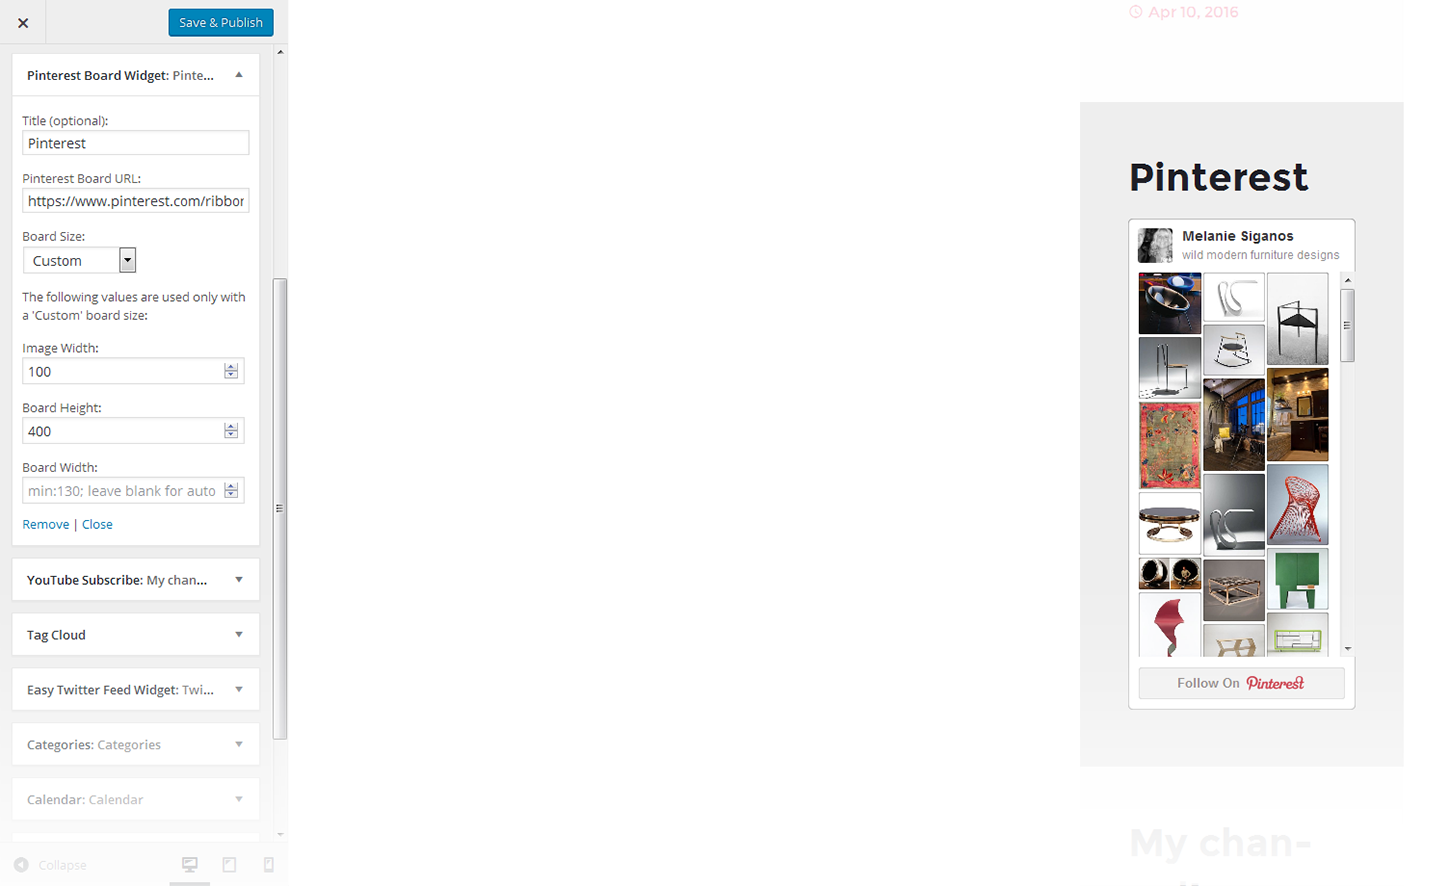 Save & Publish
Pinterest Board Widget: Pinte...
Title (optional):
Pinterest
Pinterest Board URL:
https://www.pinterest.com/ribbor
Board Size:
Custom
The following values are used only with
a 'Custom' board size:
Image Width:
100
Board Height:
400
Board Width:
min:130; leave blank for auto
Remove | Close
YouTube Subscribe: My chan...
Tag Cloud
Easy Twitter Feed Widget: Twi...
Categories: Categories
Calendar: Calendar
Collapse
Apr 10, 2016
Pinterest
Melanie Siganos
wild modern furniture designs
Follow On Pinterest
My chan-